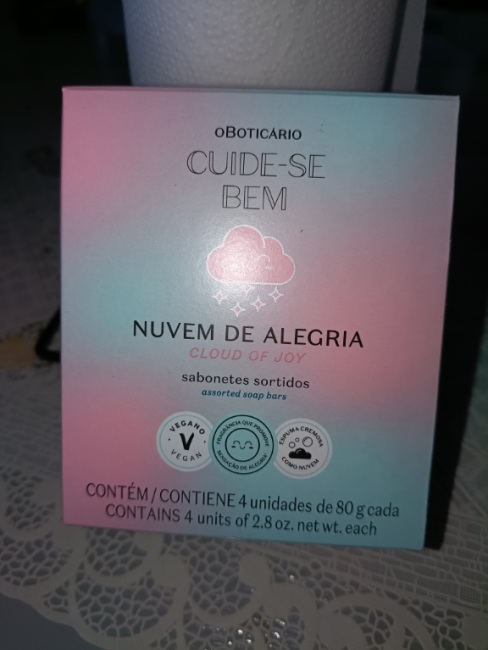 oBOTICÁRIO
CUIDE-SE
BEM
NUVEM DE ALEGRIA
CLOUD OF JOY
sabonetes sortidos
assorted soap bars
VEGANO
V
VEGAN
FRAGRÂNCIA QUE PROMOVE
SENSAÇÃO DE ALEGRIA
ESPUMA CREMOSA
COMO NUVEM
CONTÉM / CONTIENE 4 unidades de 80 g cada
CONTAINS 4 units of 2.8 oz. net wt. each